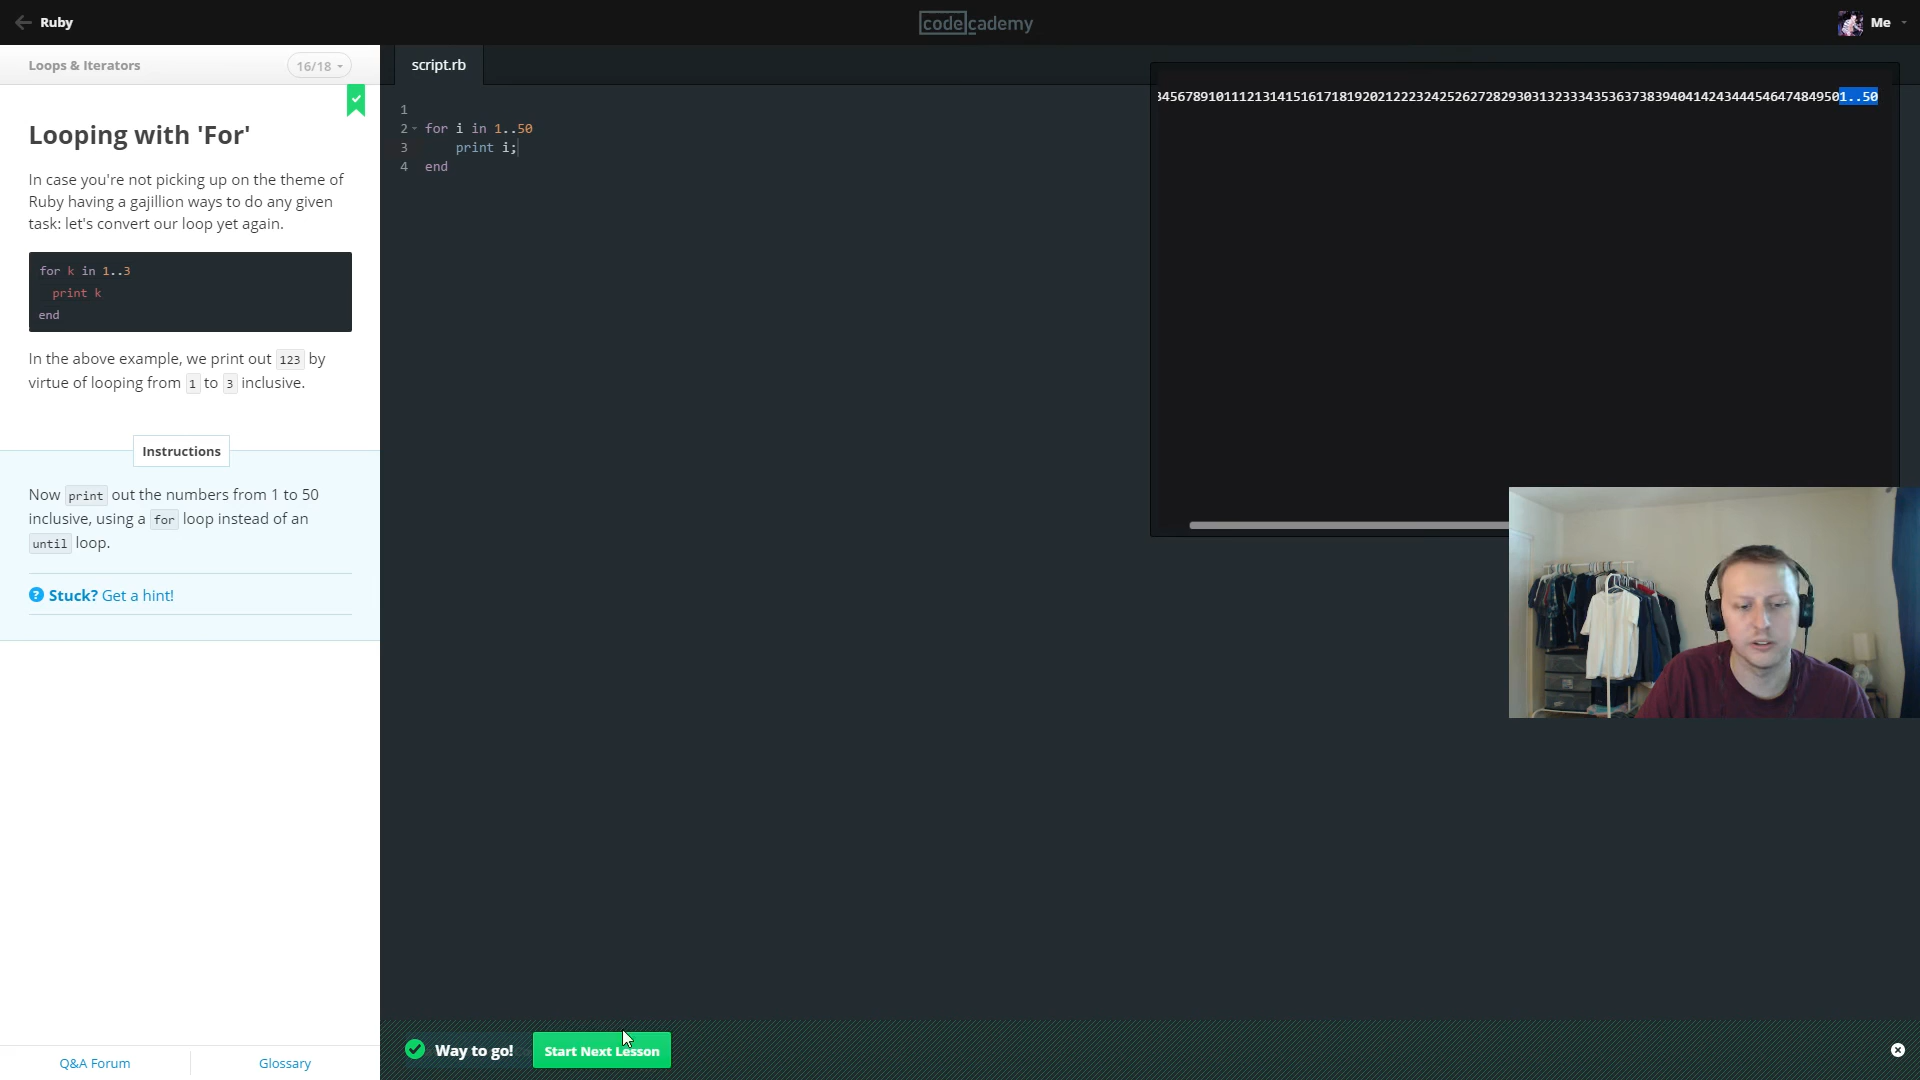 Ruby
codecademy
Me
Loops & Iterators
16/18
script.rb
Looping with 'For'
In case you're not picking up on the theme of
Ruby having a gajillion ways to do any given
task: let's convert our loop yet again.
for k in 1..3
print k
end
In the above example, we print out 123 by
virtue of looping from 1 to 3 inclusive.
Instructions
Now print out the numbers from 1 to 50
inclusive, using a for loop instead of an
until loop.
? Stuck? Get a hint!
Q&A Forum
Glossary
1
2 for i in 1..50
3 print i;
4 end
345678910111213141516171819202122232425262728293031323334353637383940414243444546474849501..50
Way to go!
Start Next Lesson